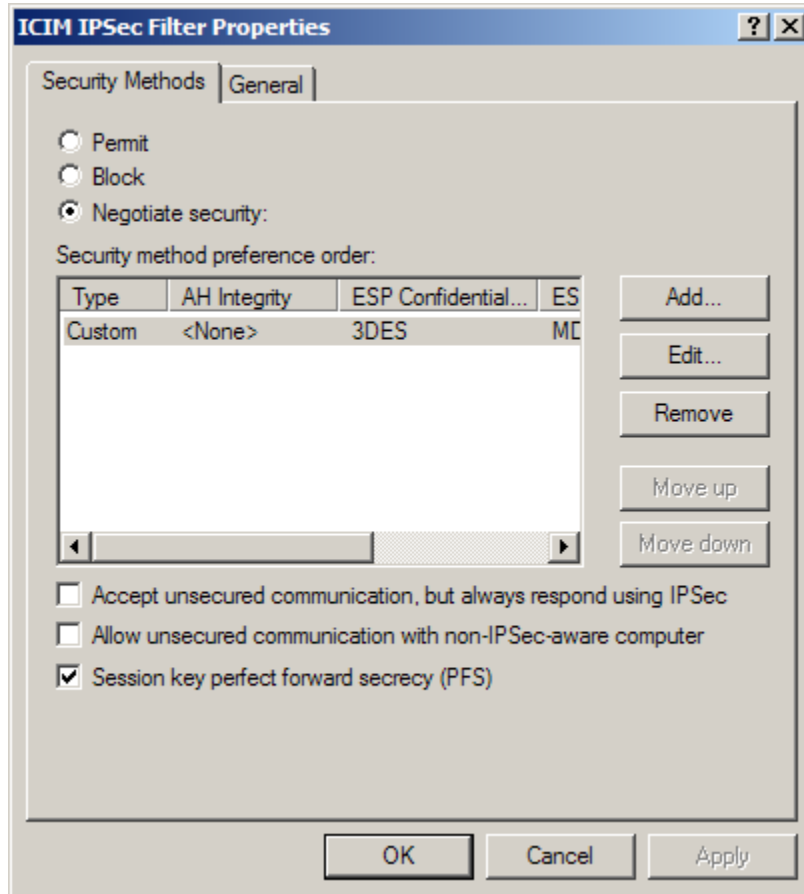 ICIM IPSec Filter Properties
Security Methods General
Permit
Block
Negotiate security:
Security method preference order:
Type AH Integrity ESP Confidential... ES
Custom <None> 3DES MD
Add...
Edit...
Remove
Move up
Move down
Accept unsecured communication, but always respond using IPSec
Allow unsecured communication with non-IPSec-aware computer
Session key perfect forward secrecy (PFS)
OK Cancel Apply